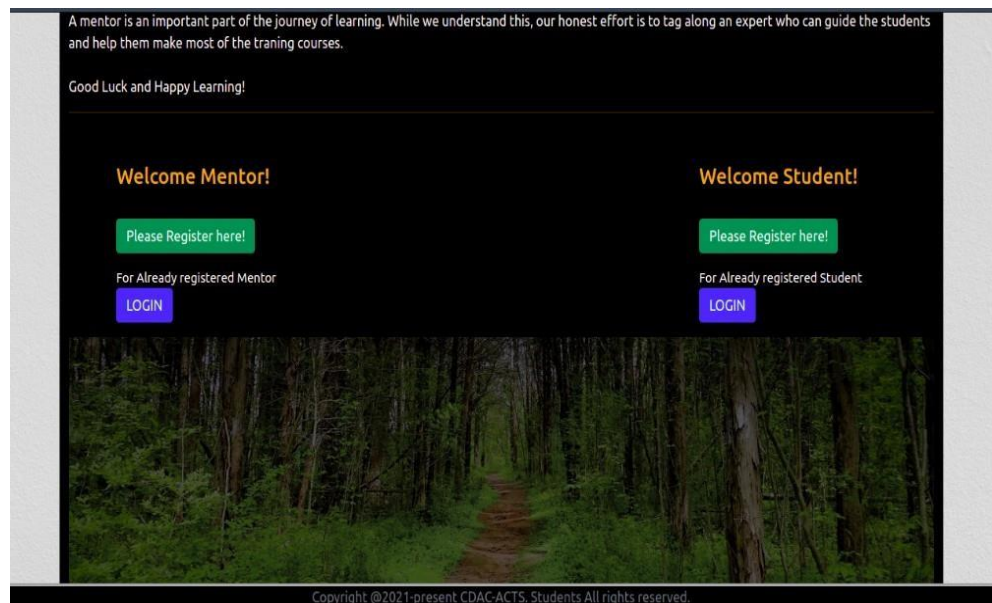 A mentor is an important part of the journey of learning. While we understand this, our honest effort is to tag along an expert who can guide the students
and help them make most of the traning courses.
Good Luck and Happy Learning!
Welcome Mentor!
Please Register here!
For Already registered Mentor
LOGIN
Welcome Student!
Please Register here!
For Already registered Student
LOGIN
Copyright @2021-present CDAC-ACTS. Students All rights reserved.